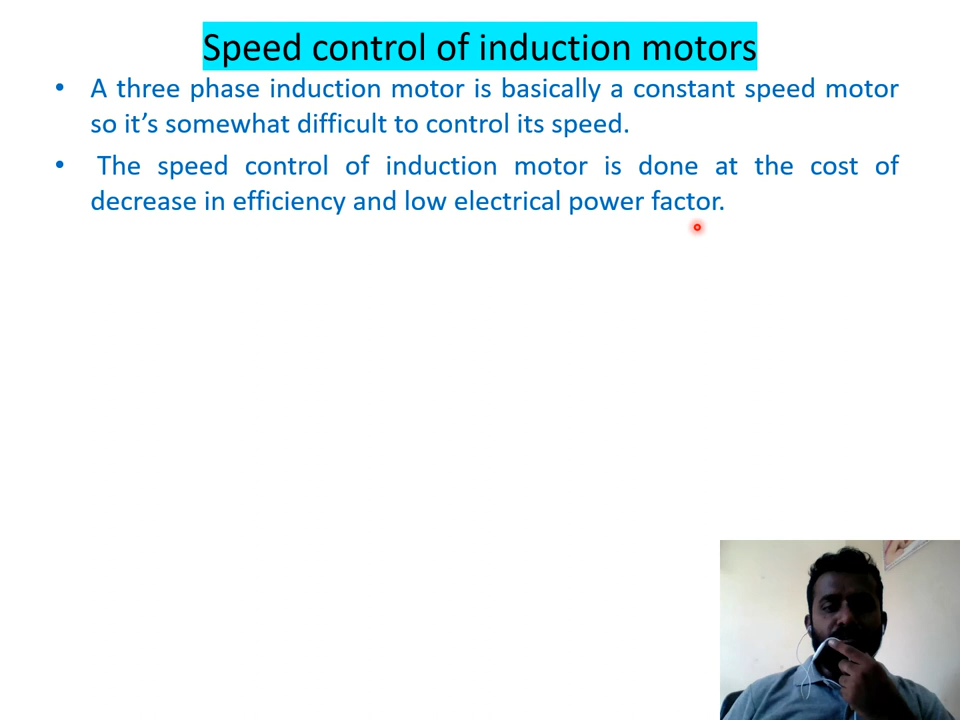 Speed control of induction motors
• A three phase induction motor is basically a constant speed motor
so it’s somewhat difficult to control its speed.
• The speed control of induction motor is done at the cost of
decrease in efficiency and low electrical power factor.